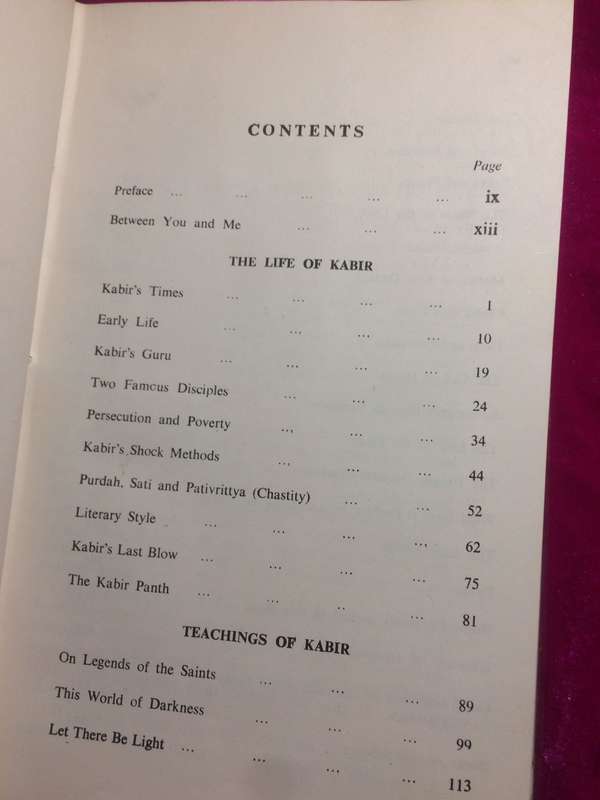 CONTENTS
Page
Preface ... ... ... ... ... ix
Between You and Me ... ... ... xiii
THE LIFE OF KABIR
Kabir's Times ... ... ... ... 1
Early Life ... ... ... ... 10
Kabir's Guru ... ... ... ... 19
Two Famous Disciples ... ... ... 24
Persecution and Poverty ... ... ... 34
Kabir's Shock Methods ... ... ... 44
Purdah, Sati and Pativrittya (Chastity) ... ... 52
Literary Style ... ... ... ... 62
Kabir's Last Blow ... ... ... ... 75
The Kabir Panth ... ... .. ... 81
TEACHINGS OF KABIR
On Legends of the Saints ... ... ... 89
This World of Darkness ... ... ... 99
Let There Be Light ... ... ... ... 113